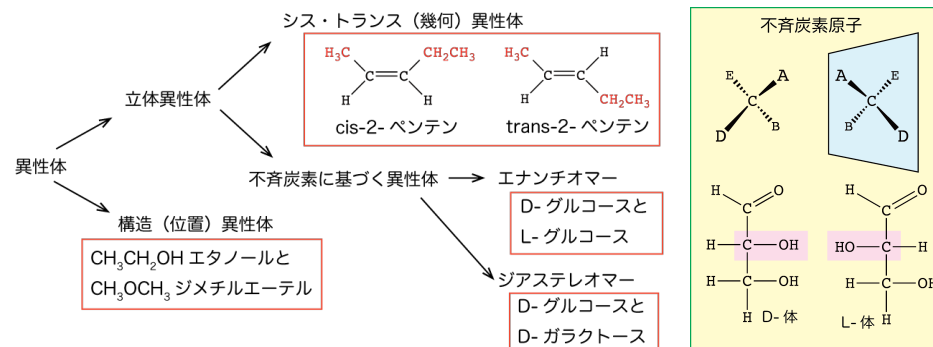 シス・トランス（幾何）異性体
H₃C CH₂CH₃
C=C
H H
cis-2- ペンテン
H₃C H
C=C
H CH₂CH₃
trans-2- ペンテン
立体異性体
異性体
不斉炭素に基づく異性体
エナンチオマー
D- グルコースと
L- グルコース
構造（位置）異性体
CH₃CH₂OH エタノールと
CH₃OCH₃ ジメチルエーテル
ジアステレオマー
D- グルコースと
D- ガラクトース
不斉炭素原子
E A
C
D B
A E
C
B D
H O
C
H C OH
H C OH
H D- 体
H O
C
HO C H
H C OH
L- 体 H